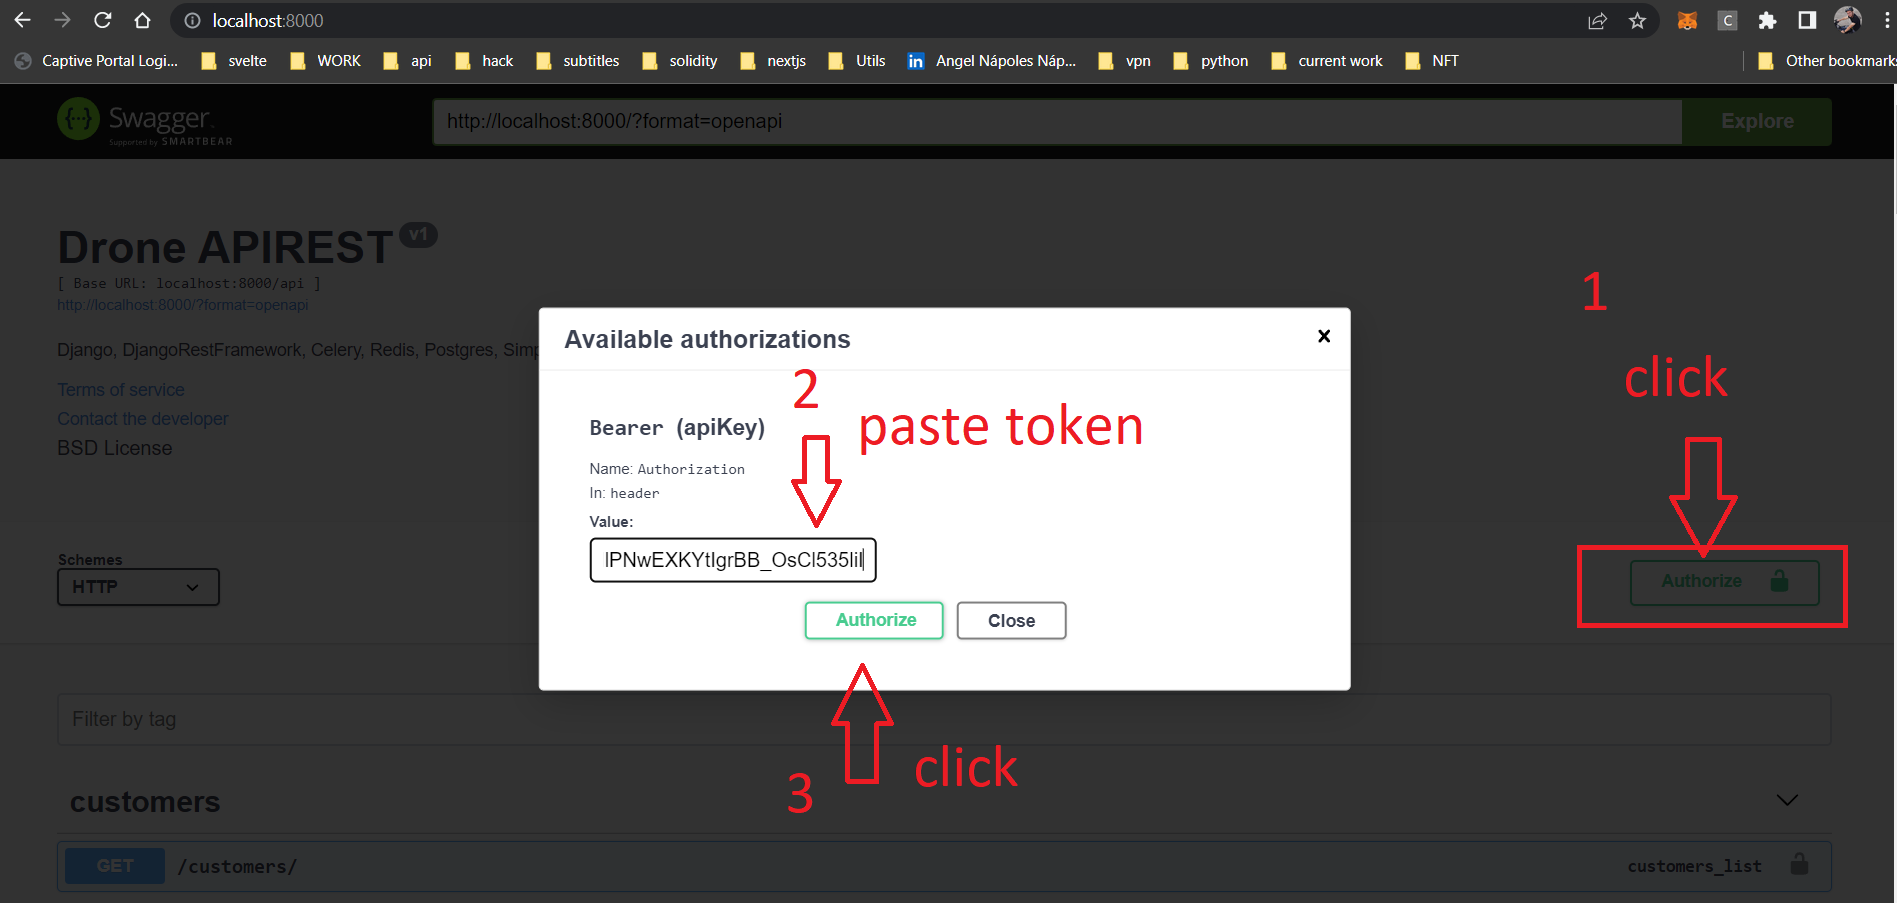 localhost:8000
C
Captive Portal Logi... svelte WORK api hack subtitles solidity nextjs Utils in Angel Nápoles Náp... vpn python current work NFT Other bookmark
{··} Swagger. http://localhost:8000/?format=openapi Explore
Supported by SMARTBEAR
Drone APIREST v1
[ Base URL: localhost:8000/api ]
http://localhost:8000/?format=openapi
Django, DjangoRestFramework, Celery, Redis, Postgres, Simp
Terms of service
Contact the developer
BSD License
1
click
Available authorizations x
2
paste token
Bearer (apiKey)
Name: Authorization
In: header
Value:
lPNwEXKYtIgrBB_OsCl535liI
Authorize Close
3
click
Schemes
HTTP
Authorize
Filter by tag
customers
GET /customers/ customers_list